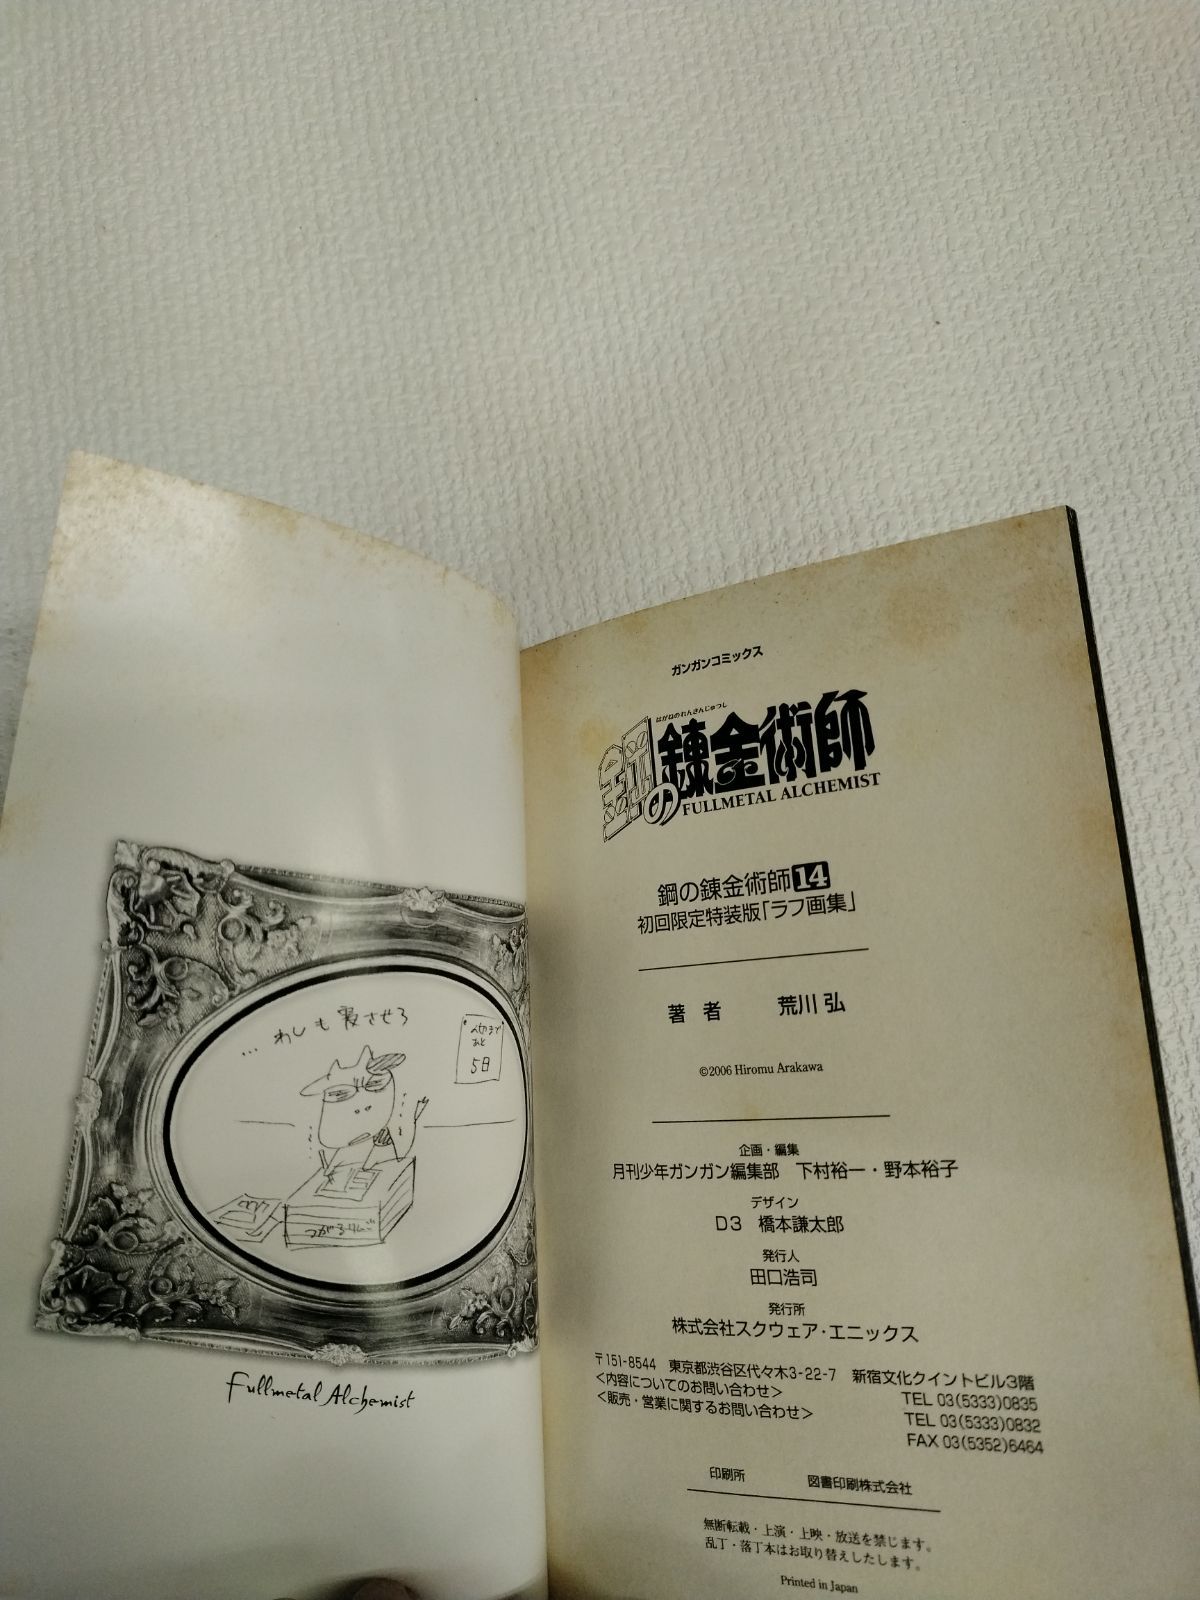 …わしも寝させろ
〆切まで
あと
5日
つがるりんご
Fullmetal Alchemist
ガンガンコミックス
はがねのれんきんじゅつし
鋼の錬金術師
FULLMETAL ALCHEMIST
鋼の錬金術師14
初回限定特装版「ラフ画集」
著者 荒川 弘
©2006 Hiromu Arakawa
企画・編集
月刊少年ガンガン編集部 下村裕一・野本裕子
デザイン
D3 橋本謙太郎
発行人
田口浩司
発行所
株式会社スクウェア・エニックス
〒151-8544 東京都渋谷区代々木3-22-7 新宿文化クイントビル3階
<内容についてのお問い合わせ> TEL 03(5333)0835
<販売・営業に関するお問い合わせ> TEL 03(5333)0832
FAX 03(5352)6464
印刷所 図書印刷株式会社
無断転載・上演・上映・放送を禁じます。
乱丁・落丁本はお取り替えしたします。
Printed in Japan